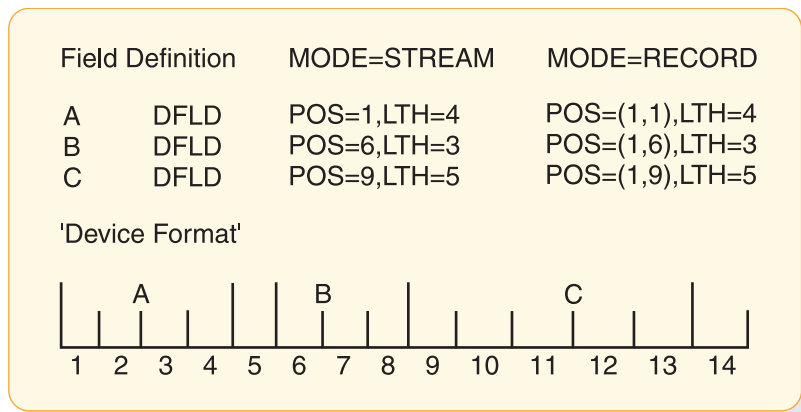 Field Definition MODE=STREAM MODE=RECORD
A DFLD POS=1,LTH=4 POS=(1,1),LTH=4
B DFLD POS=6,LTH=3 POS=(1,6),LTH=3
C DFLD POS=9,LTH=5 POS=(1,9),LTH=5
'Device Format'
A B C
1 2 3 4 5 6 7 8 9 10 11 12 13 14